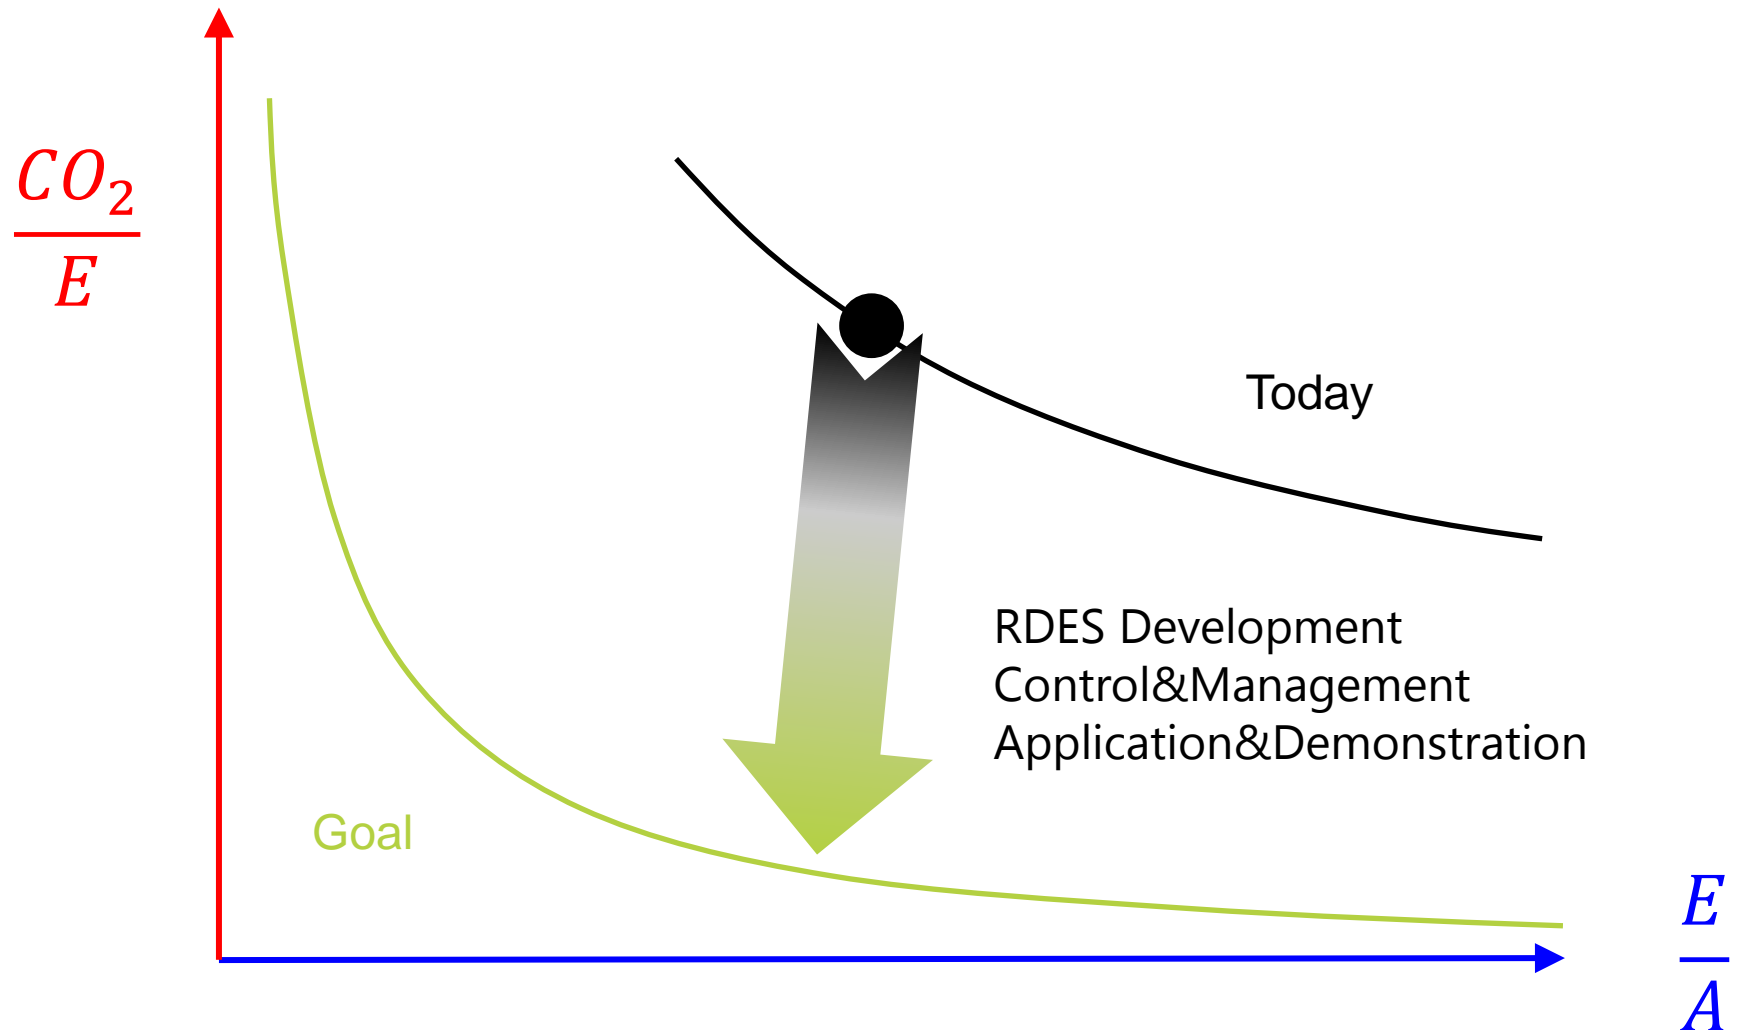 CO₂
E
Today
RDES Development
Control&Management
Application&Demonstration
Goal
E
A